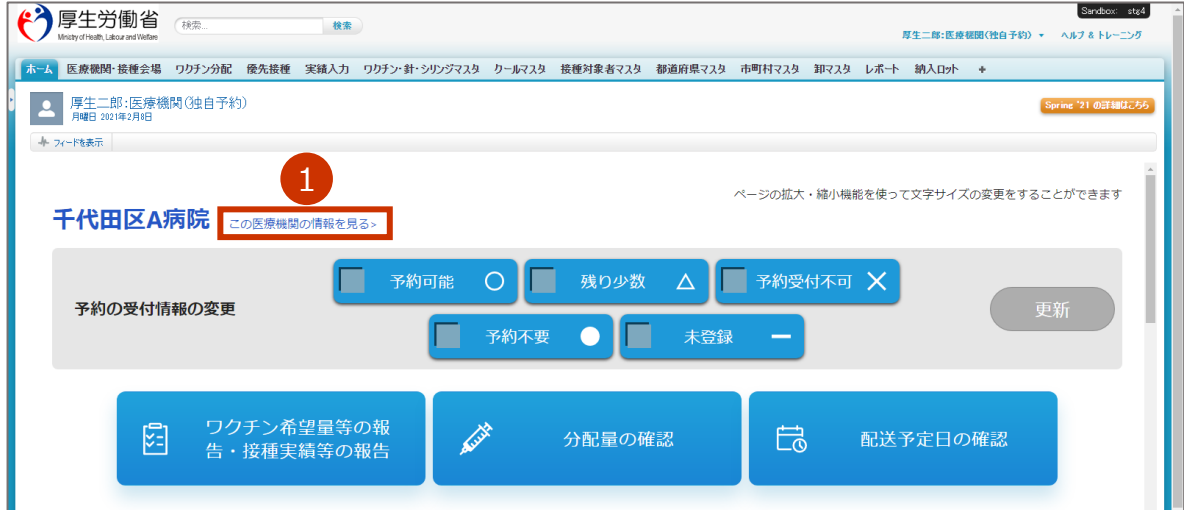 Sandbox: stg4
厚生労働省
Ministry of Health, Labour and Welfare
検索...
検索
厚生二郎:医療機関(独自予約)
ヘルプ & トレーニング
ホーム 医療機関・接種会場 ワクチン分配 優先接種 実績入力 ワクチン・針・シリンジマスタ クールマスタ 接種対象者マスタ 都道府県マスタ 市町村マスタ 卸マスタ レポート 納入ロット +
厚生二郎:医療機関(独自予約)
月曜日 2021年2月8日
Spring '21 の詳細はこちら
フィードを表示
1
ページの拡大・縮小機能を使って文字サイズの変更をすることができます
千代田区A病院 この医療機関の情報を見る>
予約可能 ○ 残り少数 △ 予約受付不可 ×
予約の受付情報の変更
更新
予約不要 ● 未登録 ー
ワクチン希望量等の報
告・接種実績等の報告
分配量の確認
配送予定日の確認